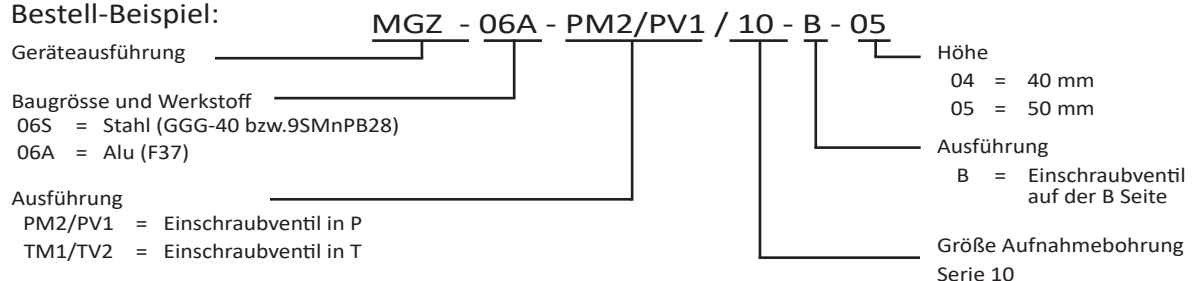 Bestell-Beispiel:
MGZ - 06A - PM2/PV1 / 10 - B - 05
Geräteausführung
Baugrösse und Werkstoff
06S = Stahl (GGG-40 bzw.9SMnPB28)
06A = Alu (F37)
Ausführung
PM2/PV1 = Einschraubventil in P
TM1/TV2 = Einschraubventil in T
Höhe
04 = 40 mm
05 = 50 mm
Ausführung
B = Einschraubventil
auf der B Seite
Größe Aufnahmebohrung
Serie 10